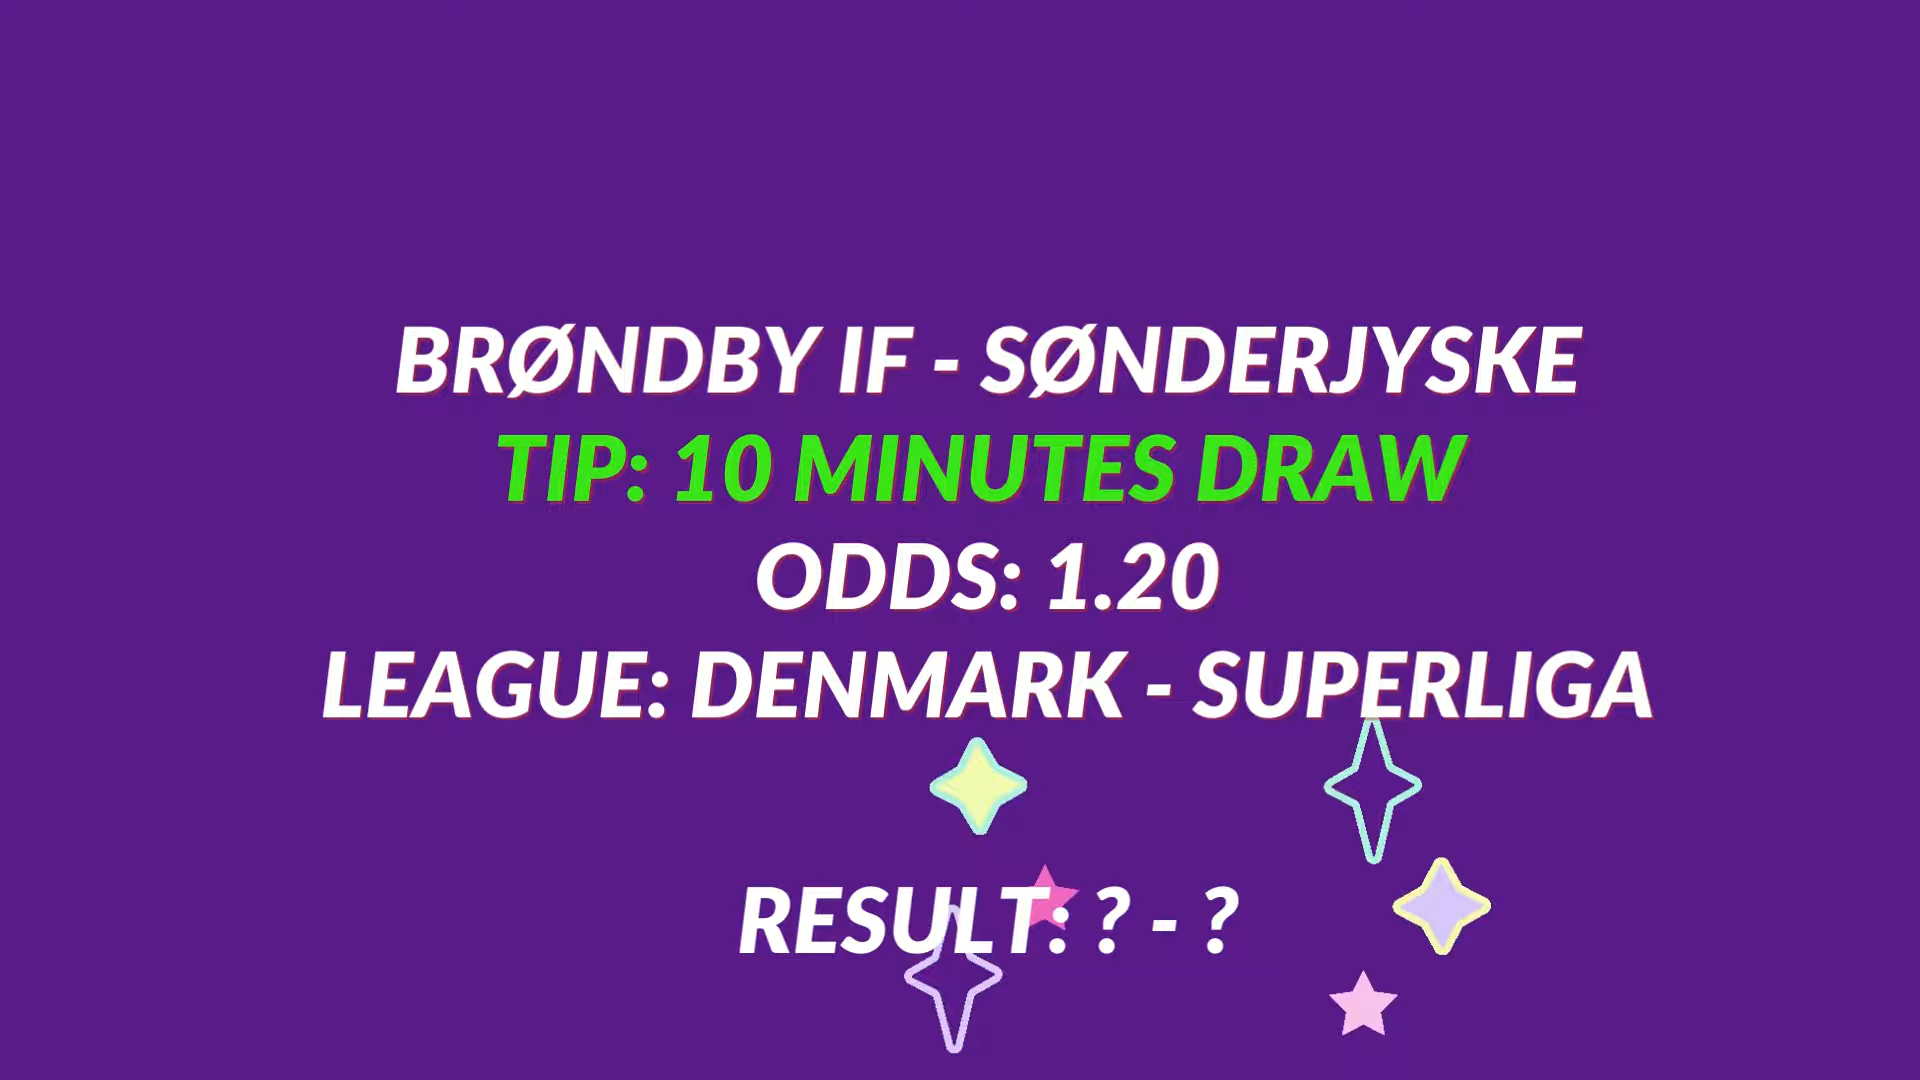 BRØNDBY IF - SØNDERJYSKE
TIP: 10 MINUTES DRAW
ODDS: 1.20
LEAGUE: DENMARK - SUPERLIGA
RESULT: ? - ?